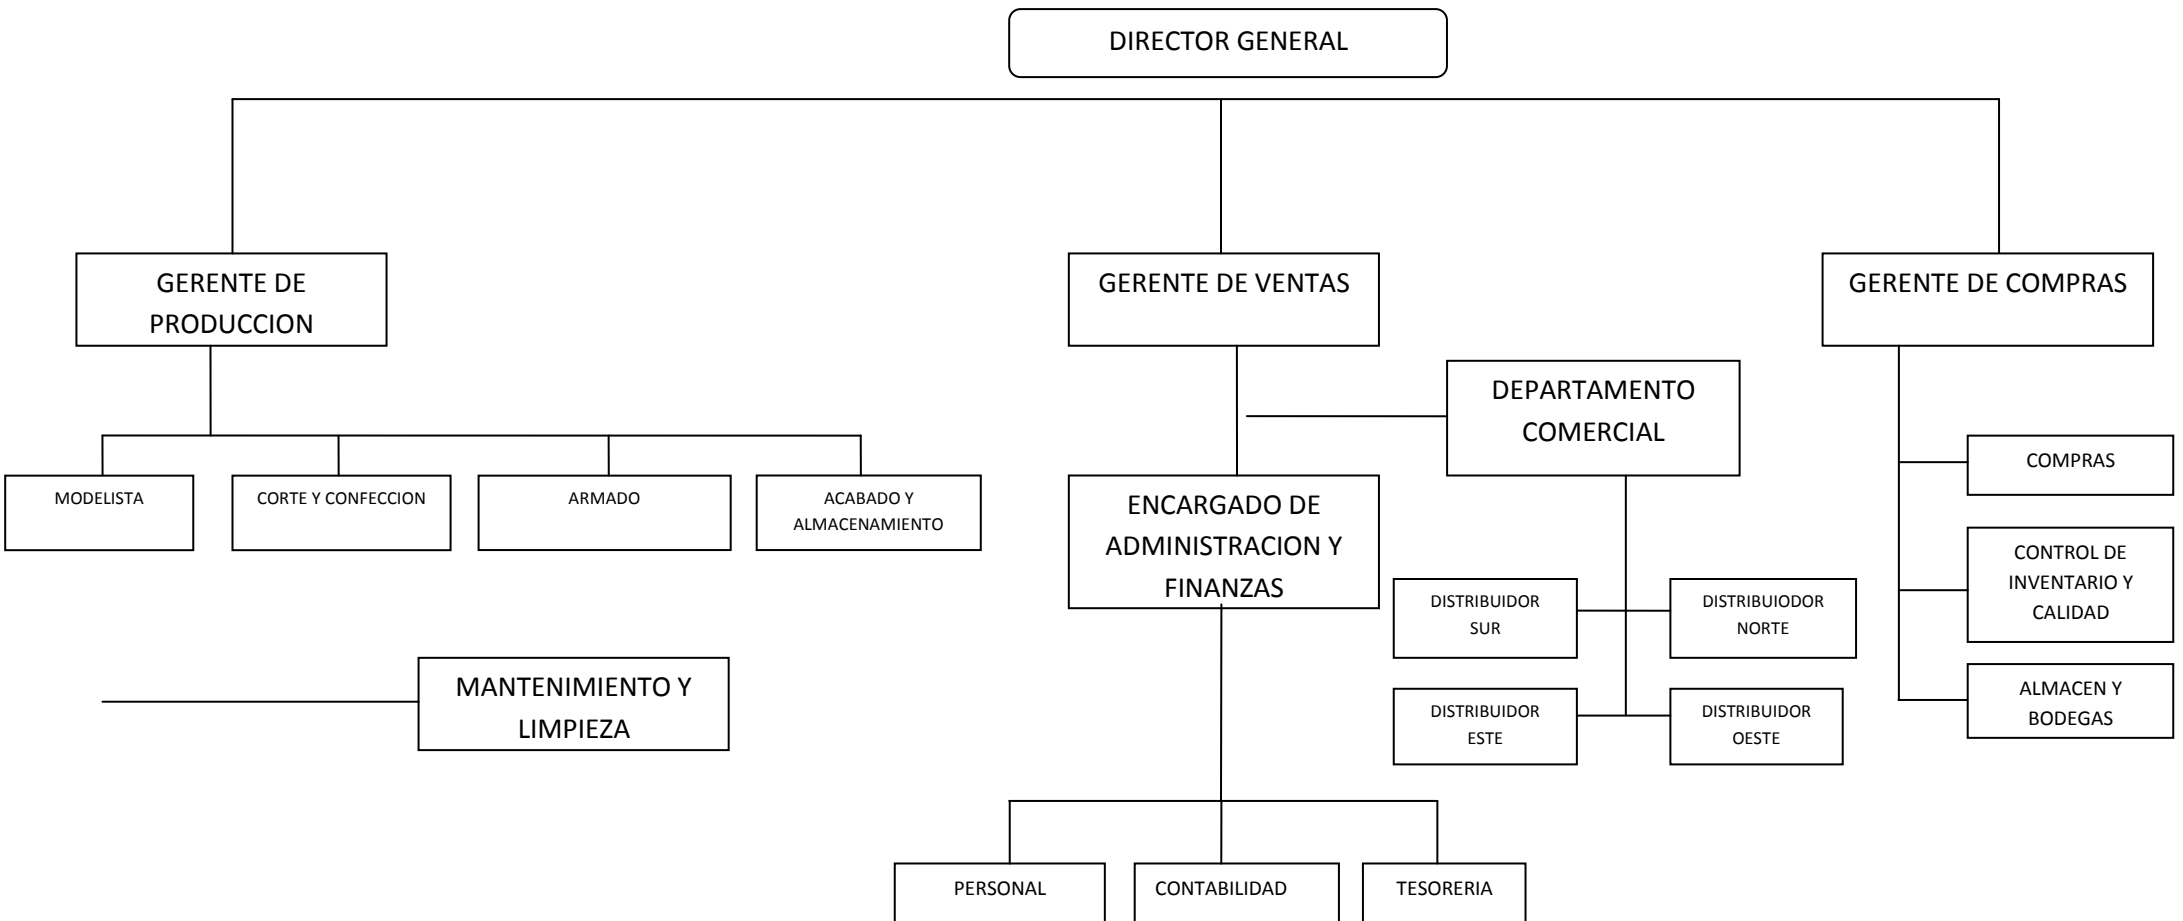 DIRECTOR GENERAL
GERENTE DE
PRODUCCION
GERENTE DE VENTAS
GERENTE DE COMPRAS
DEPARTAMENTO
COMERCIAL
MODELISTA
CORTE Y CONFECCION
ARMADO
ACABADO Y
ALMACENAMIENTO
ENCARGADO DE
ADMINISTRACION Y
FINANZAS
COMPRAS
CONTROL DE
INVENTARIO Y
CALIDAD
DISTRIBUIDOR
SUR
DISTRIBUIODOR
NORTE
MANTENIMIENTO Y
LIMPIEZA
DISTRIBUIDOR
ESTE
DISTRIBUIDOR
OESTE
ALMACEN Y
BODEGAS
PERSONAL
CONTABILIDAD
TESORERIA